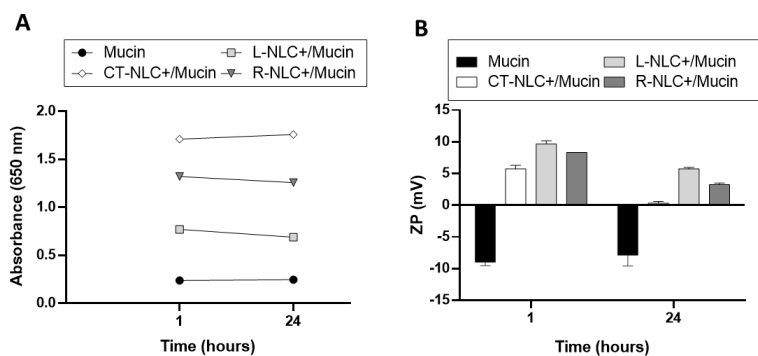 A
Mucin
L-NLC+/Mucin
CT-NLC+/Mucin
R-NLC+/Mucin
2.0
1.5
1.0
0.5
0.0
Absorbance (650 nm)
1
24
Time (hours)
B
Mucin
L-NLC+/Mucin
CT-NLC+/Mucin
R-NLC+/Mucin
15
10
5
0
-5
-10
-15
ZP (mV)
1
24
Time (hours)